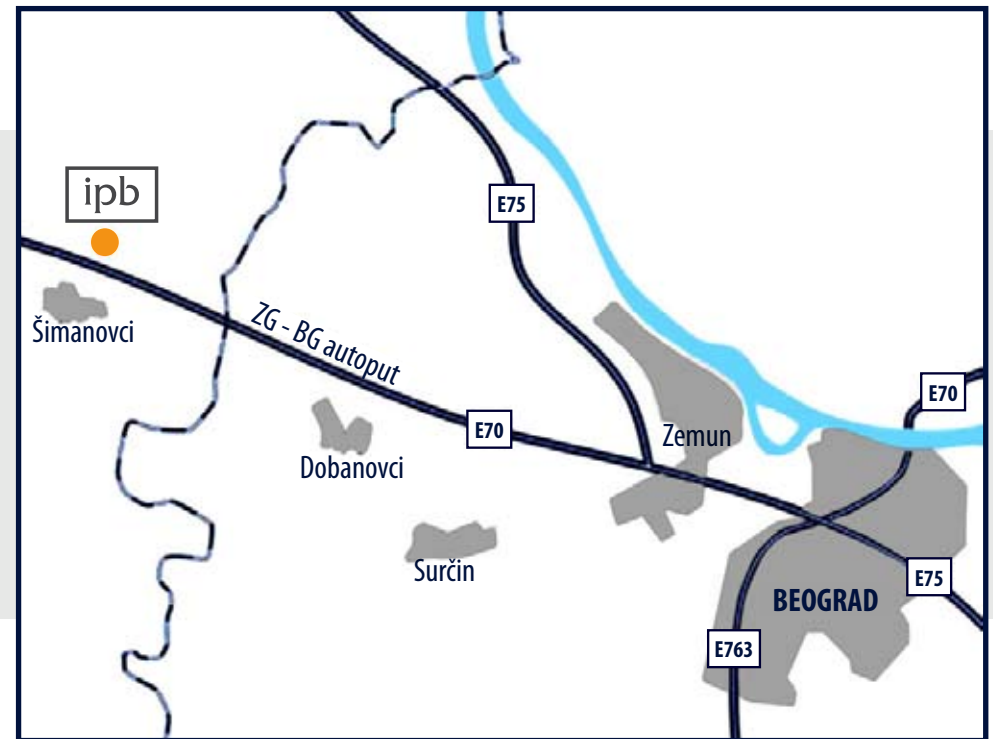 ipb
E75
Šimanovci
ZG - BG autoput
E70
E70
Zemun
Dobanovci
Surčin
E75
BEOGRAD
E763